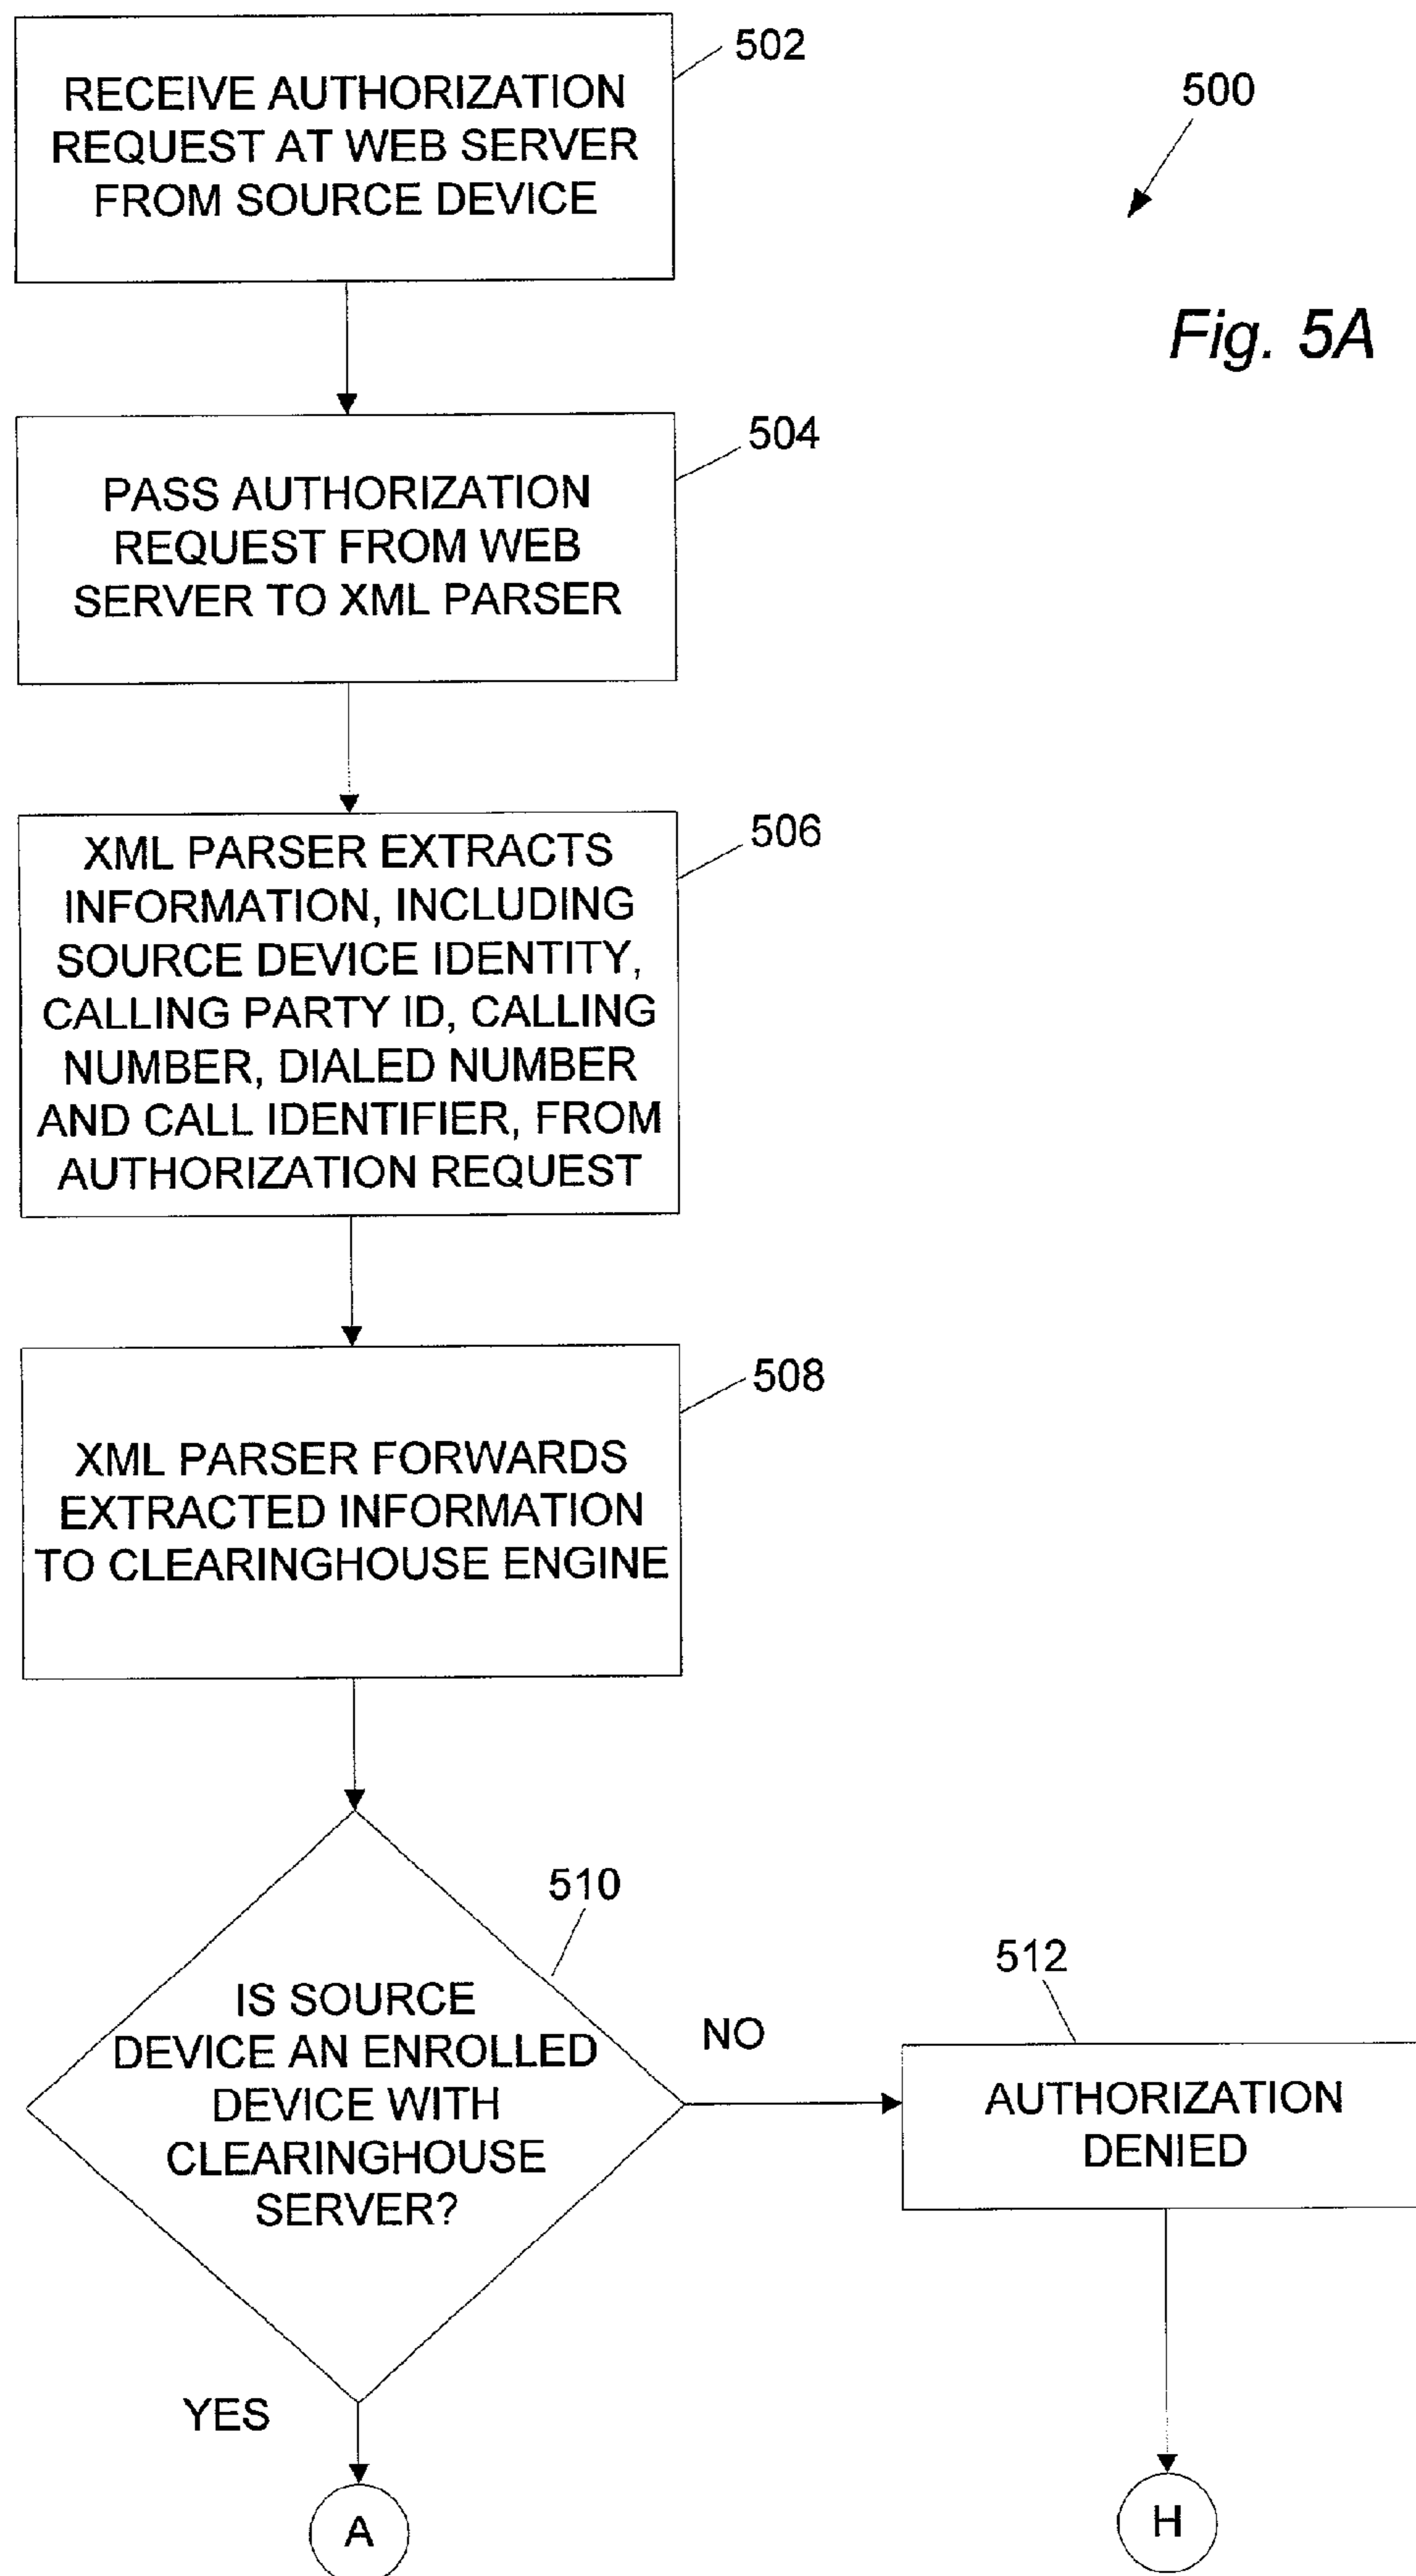 502
RECEIVE AUTHORIZATION
REQUEST AT WEB SERVER
FROM SOURCE DEVICE
500
Fig. 5A
504
PASS AUTHORIZATION
REQUEST FROM WEB
SERVER TO XML PARSER
506
XML PARSER EXTRACTS
INFORMATION, INCLUDING
SOURCE DEVICE IDENTITY,
CALLING PARTY ID, CALLING
NUMBER, DIALED NUMBER
AND CALL IDENTIFIER, FROM
AUTHORIZATION REQUEST
508
XML PARSER FORWARDS
EXTRACTED INFORMATION
TO CLEARINGHOUSE ENGINE
510
IS SOURCE
DEVICE AN ENROLLED
DEVICE WITH
CLEARINGHOUSE
SERVER?
NO
512
AUTHORIZATION
DENIED
YES
A
H